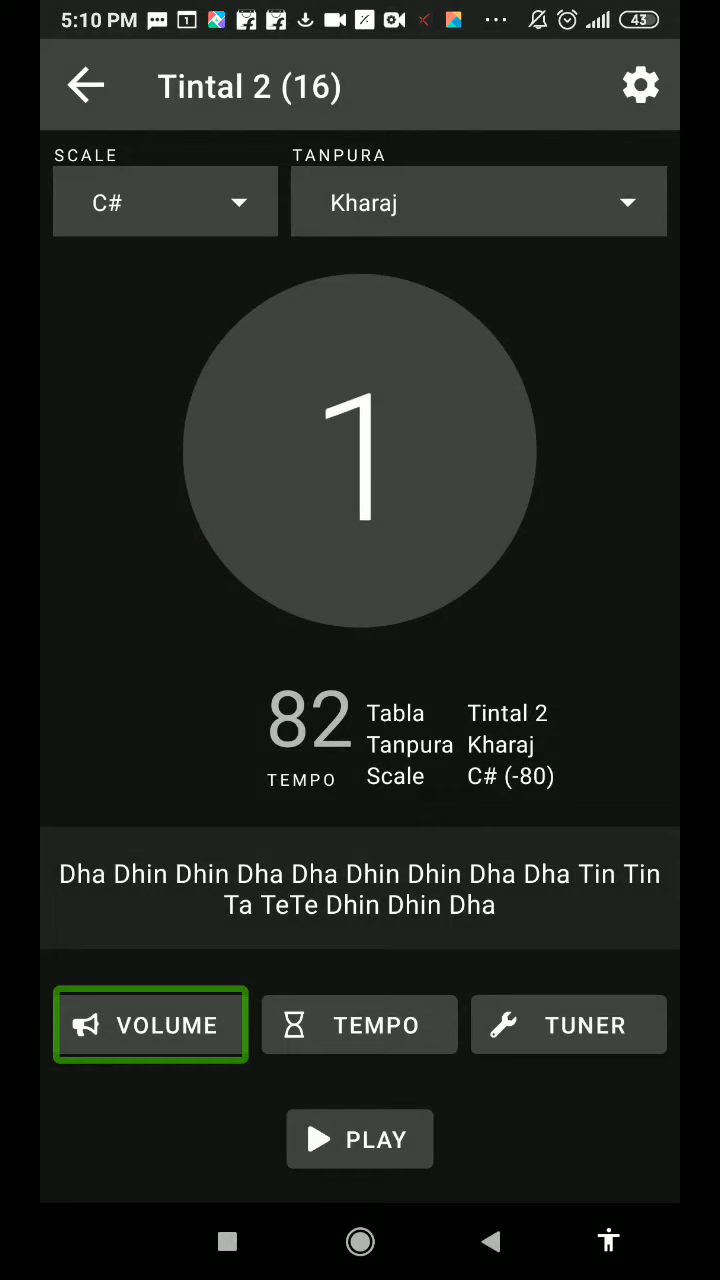 5:10 PM 43
Tintal 2 (16)
SCALE TANPURA
C# Kharaj
1
82
TEMPO
Tabla Tintal 2
Tanpura Kharaj
Scale C# (-80)
Dha Dhin Dhin Dha Dha Dhin Dhin Dha Dha Tin Tin
Ta TeTe Dhin Dhin Dha
VOLUME TEMPO TUNER
PLAY